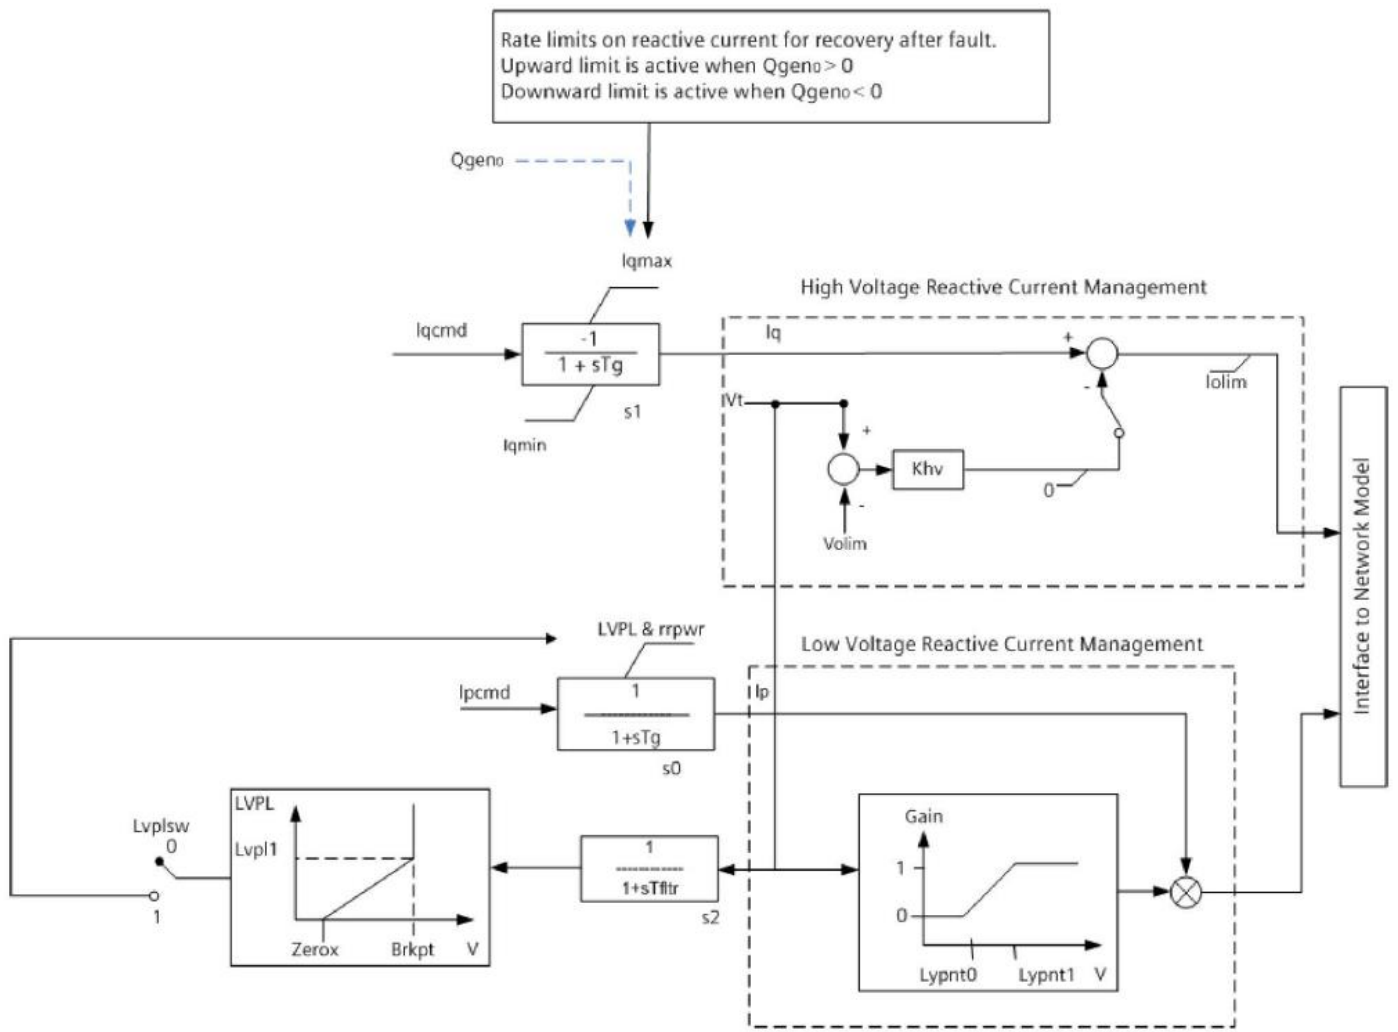 Rate limits on reactive current for recovery after fault.
Upward limit is active when Qgen0 > 0
Downward limit is active when Qgen0 < 0
Qgen0
Iqmax
High Voltage Reactive Current Management
Iqcmd
-1
1 + sTg
s1
Iqmin
Iq
+
-
Iolim
Vt
+
Khv
0
-
Volim
Interface to Network Model
LVPL & rrpwr
Low Voltage Reactive Current Management
Ipcmd
1
1+sTg
s0
Ip
Lvplsw
0
1
LVPL
Lvpl1
Zerox
Brkpt
V
1
1+sTfltr
s2
Gain
1
0
Lypnt0
Lypnt1
V